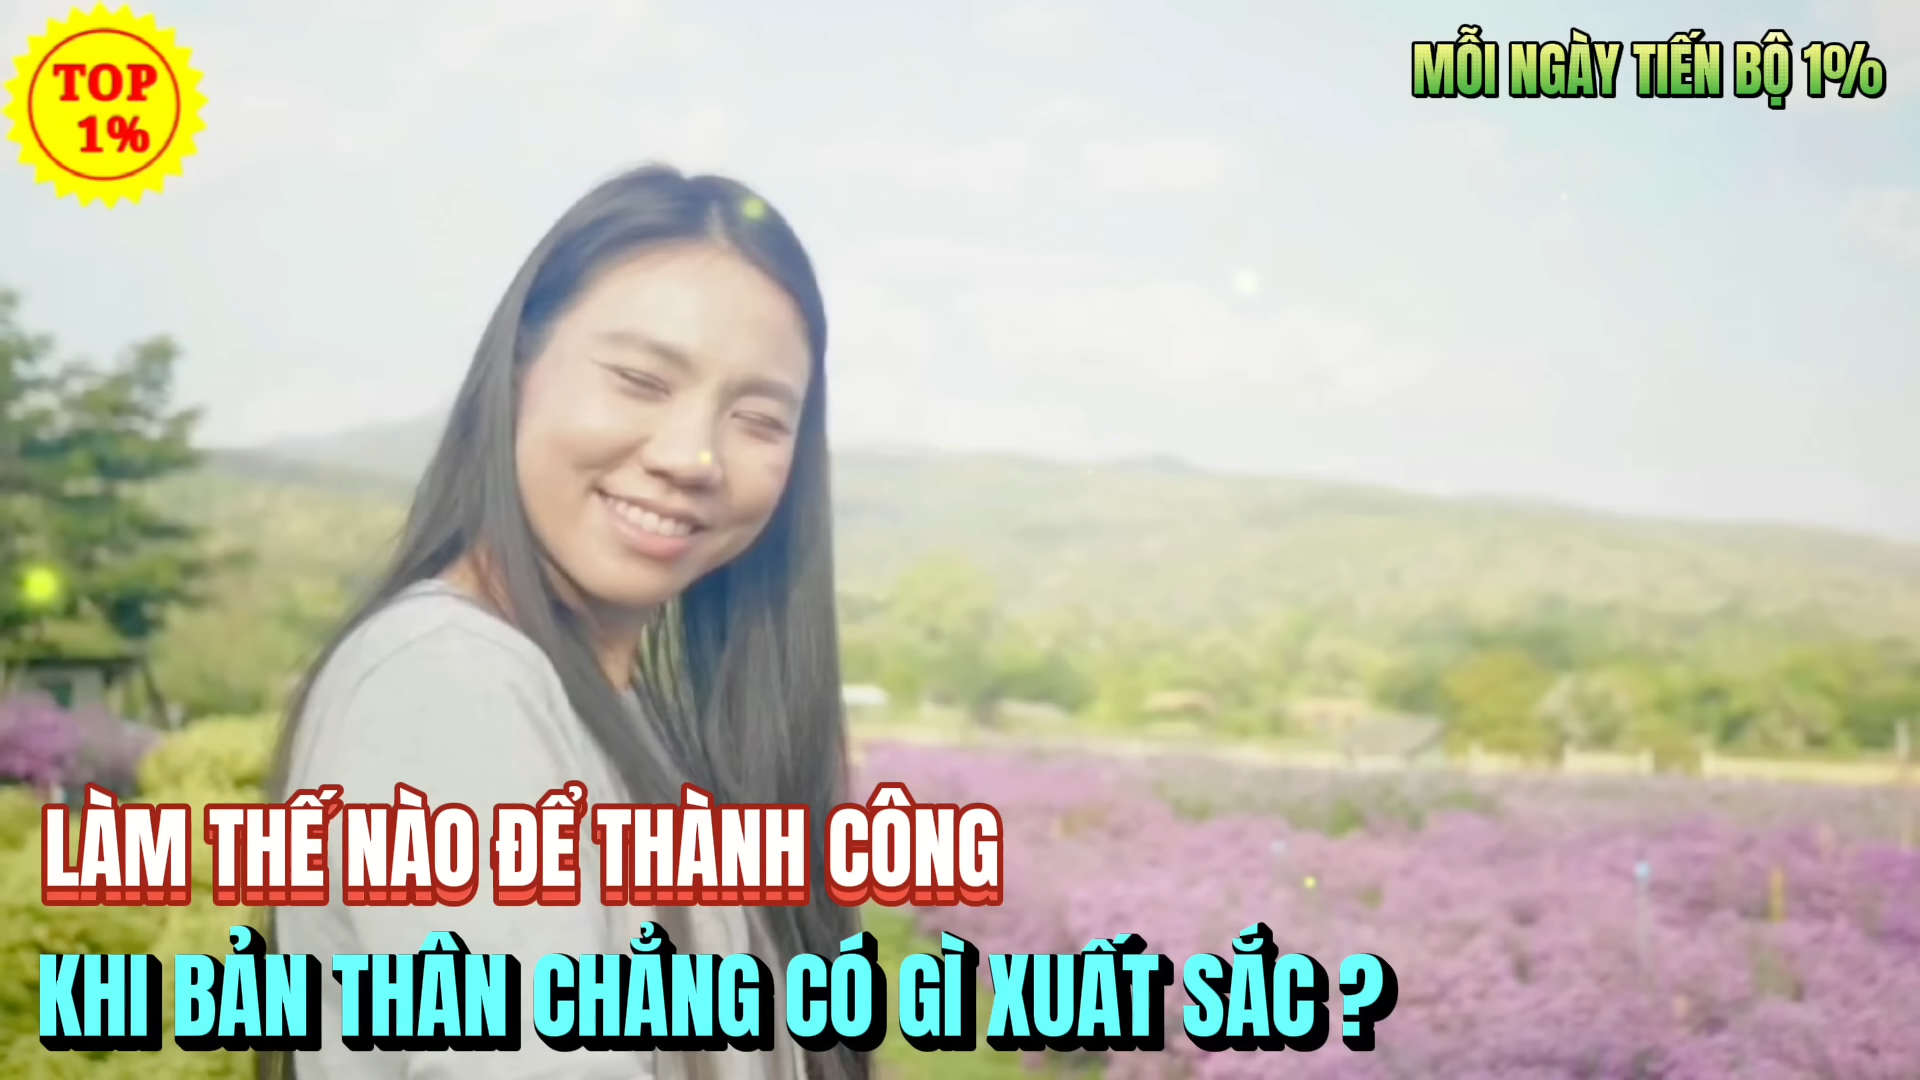 TOP
1%
MỖI NGÀY TIẾN BỘ 1%
LÀM THẾ NÀO ĐỂ THÀNH CÔNG
KHI BẢN THÂN CHẲNG CÓ GÌ XUẤT SẮC ?